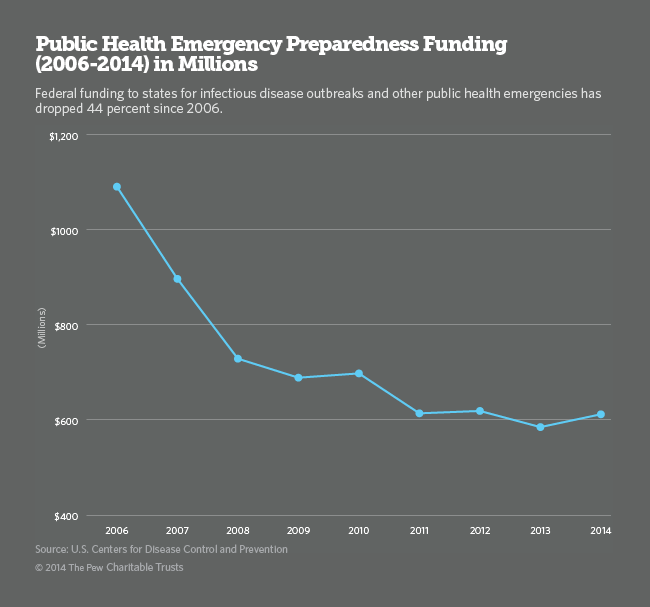 Public Health Emergency Preparedness Funding
(2006-2014) in Millions
Federal funding to states for infectious disease outbreaks and other public health emergencies has
dropped 44 percent since 2006.
$1,200
$1000
$800
$600
$400
(Millions)
2006 2007 2008 2009 2010 2011 2012 2013 2014
Source: U.S. Centers for Disease Control and Prevention
© 2014 The Pew Charitable Trusts